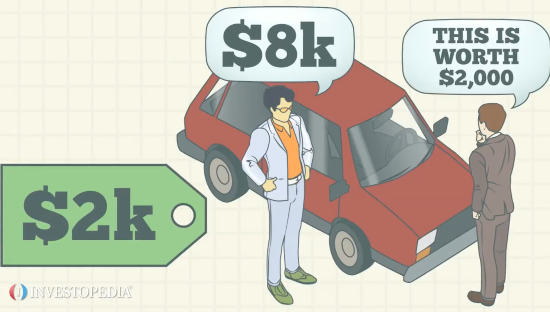 $8k
THIS IS
WORTH
$2,000
$2k
INVESTOPEDIA